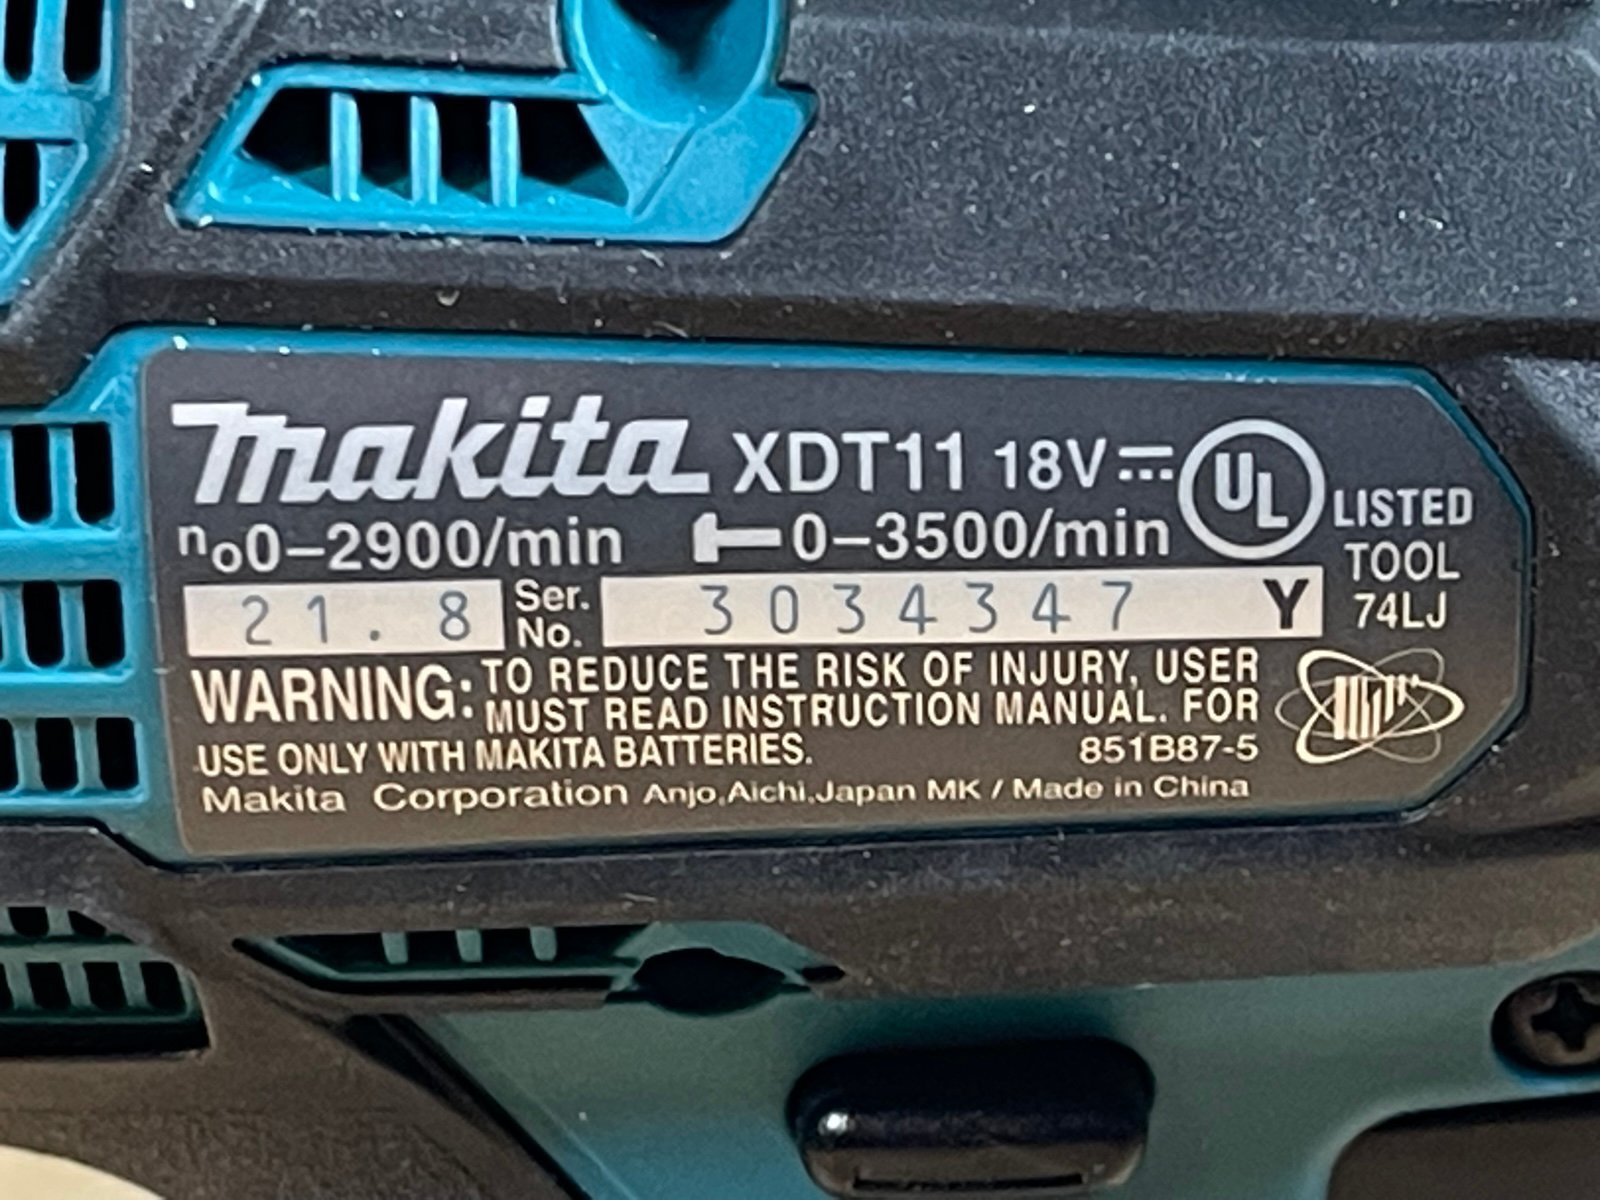 makita XDT11 18V⎓ UL LISTED
n₀0–2900/min 0–3500/min TOOL
21. 8 Ser. No. 3034347 Y 74LJ
WARNING: TO REDUCE THE RISK OF INJURY, USER
MUST READ INSTRUCTION MANUAL. FOR
USE ONLY WITH MAKITA BATTERIES. 851B87-5
Makita Corporation Anjo,Aichi,Japan MK / Made in China